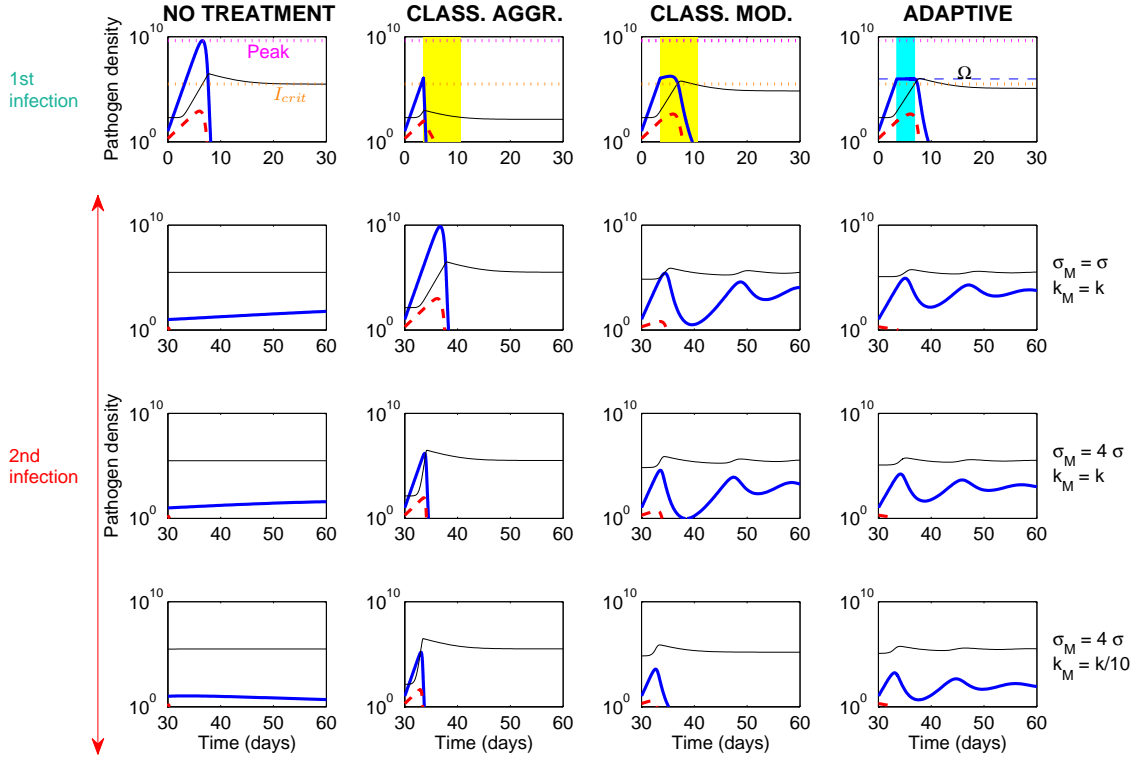 NO TREATMENT
CLASS. AGGR.
CLASS. MOD.
ADAPTIVE
1st
infection
Pathogen density
10^10
10^0
Peak
I_crit
0 10 20 30
10^10
10^0
0 10 20 30
10^10
10^0
0 10 20 30
10^10
10^0
Ω
0 10 20 30
2nd
infection
Pathogen density
10^10
10^0
30 40 50 60
10^10
10^0
30 40 50 60
10^10
10^0
30 40 50 60
10^10
10^0
30 40 50 60
σ_M = σ
k_M = k
10^10
10^0
30 40 50 60
10^10
10^0
30 40 50 60
10^10
10^0
30 40 50 60
10^10
10^0
30 40 50 60
σ_M = 4 σ
k_M = k
10^10
10^0
30 40 50 60
Time (days)
10^10
10^0
30 40 50 60
Time (days)
10^10
10^0
30 40 50 60
Time (days)
10^10
10^0
30 40 50 60
Time (days)
σ_M = 4 σ
k_M = k/10